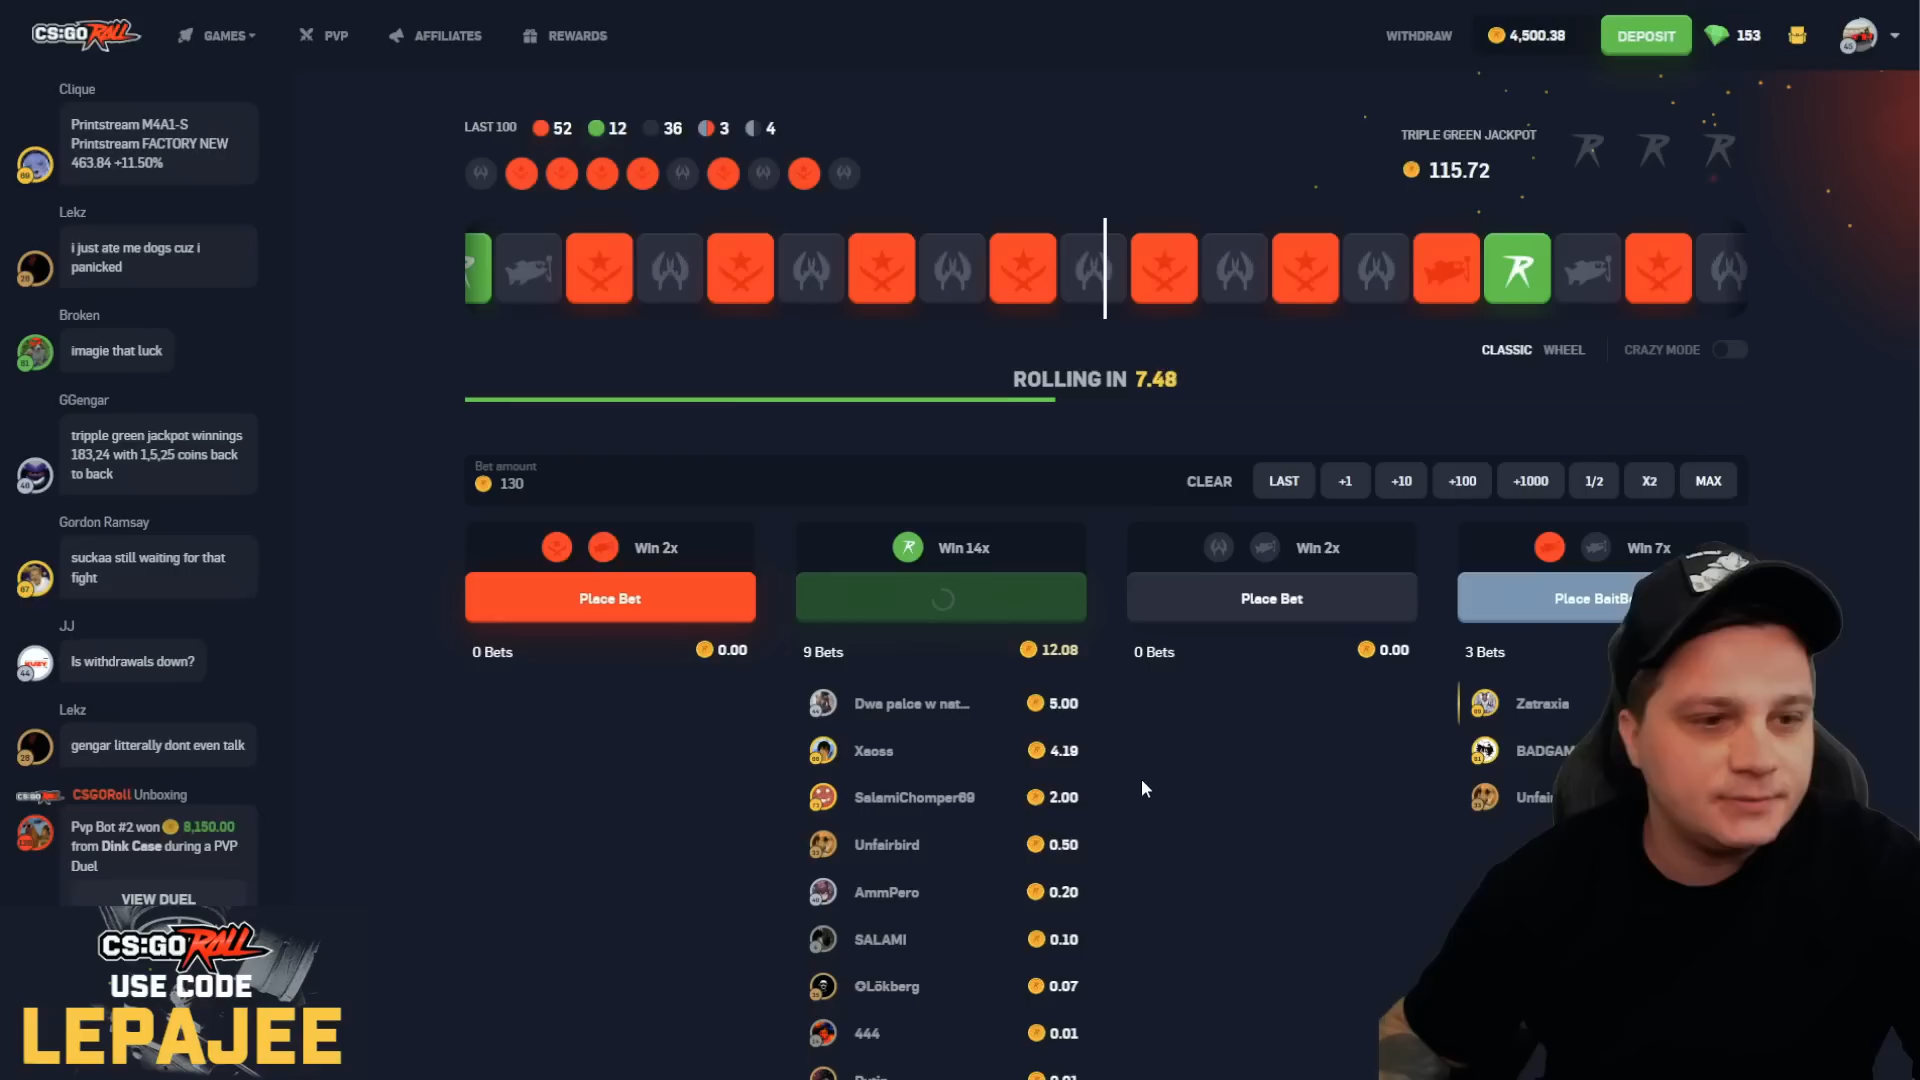 CS:GO ROLL
GAMES
PVP
AFFILIATES
REWARDS
WITHDRAW
4,500.38
DEPOSIT
153
45
Clique
Printstream M4A1-S
Printstream FACTORY NEW
463.84 +11.50%
Lekz
i just ate me dogs cuz i
panicked
Broken
imagie that luck
GGengar
tripple green jackpot winnings
183,24 with 1,5,25 coins back
to back
Gordon Ramsay
suckaa still waiting for that
fight
JJ
Is withdrawals down?
Lekz
gengar litterally dont even talk
CSGORoll Unboxing
Pvp Bot #2 won 8,150.00
from Dink Case during a PVP
Duel
VIEW DUEL
CS:GO ROLL
USE CODE
LEPAJEE
LAST 100 52 12 36 3 4
TRIPLE GREEN JACKPOT
115.72
CLASSIC WHEEL CRAZY MODE
ROLLING IN 7.48
Bet amount
130
CLEAR LAST +1 +10 +100 +1000 1/2 X2 MAX
Win 2x
Place Bet
0 Bets 0.00
Win 14x
9 Bets 12.08
Dwa palce w nat... 5.00
Xaoss 4.19
SalamiChomper69 2.00
Unfairbird 0.50
AmmPero 0.20
SALAMI 0.10
OLökberg 0.07
444 0.01
Win 2x
Place Bet
0 Bets 0.00
Win 7x
Place BaitB
3 Bets
Zatraxia
BADGAM
Unfair